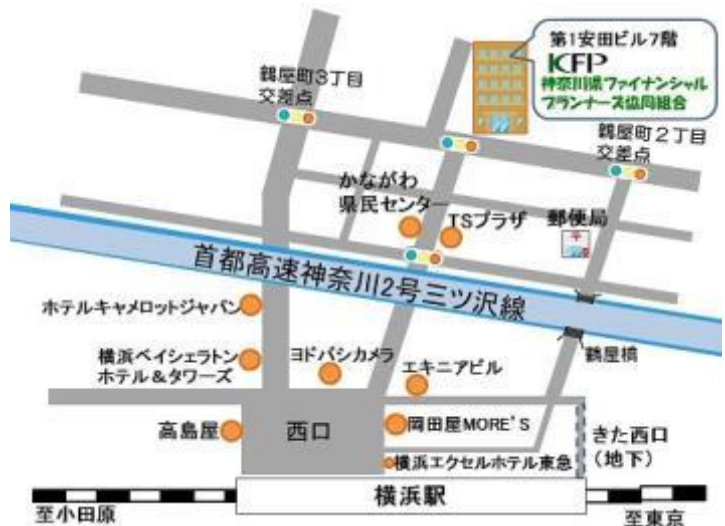 第1安田ビル7階
KFP
神奈川県ファイナンシャル
プランナーズ協同組合
鶴屋町3丁目
交差点
鶴屋町2丁目
交差点
かながわ
県民センター
TSプラザ
郵便局
首都高速神奈川2号三ツ沢線
ホテルキャメロットジャパン
鶴屋橋
横浜ベイシェラトン
ホテル&タワーズ
ヨドバシカメラ
エキニアビル
高島屋
西口
岡田屋MORE'S
きた西口
(地下)
横浜エクセルホテル東急
横浜駅
至小田原
至東京